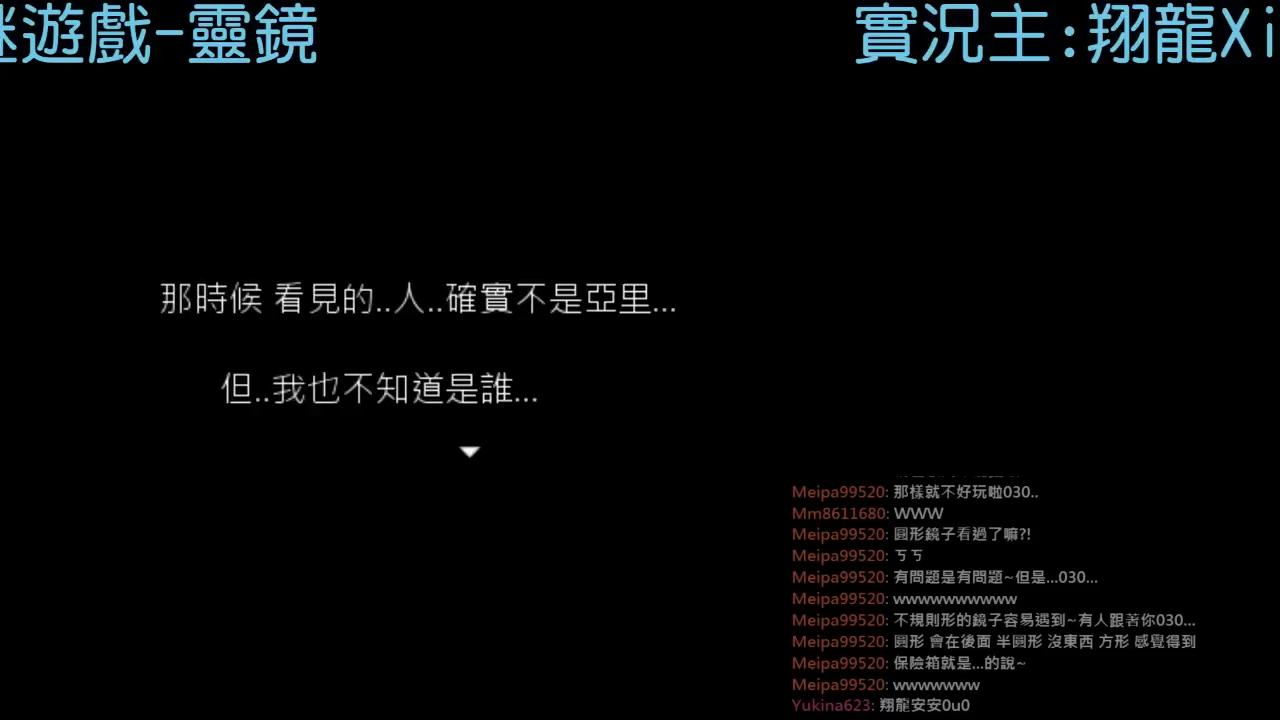 謎遊戲-靈鏡
實況主:翔龍Xi
那時候 看見的..人..確實不是亞里...
但..我也不知道是誰...
Meipa99520: 那樣就不好玩啦030..
Mm8611680: WWW
Meipa99520: 圓形鏡子看過了嘛?!
Meipa99520: ㄎㄎ
Meipa99520: 有問題是有問題~但是...030...
Meipa99520: wwwwwwwwww
Meipa99520: 不規則形的鏡子容易遇到~有人跟著你030...
Meipa99520: 圓形 會在後面 半圓形 沒東西 方形 感覺得到
Meipa99520: 保險箱就是...的說~
Meipa99520: wwwwwww
Yukina623: 翔龍安安0u0